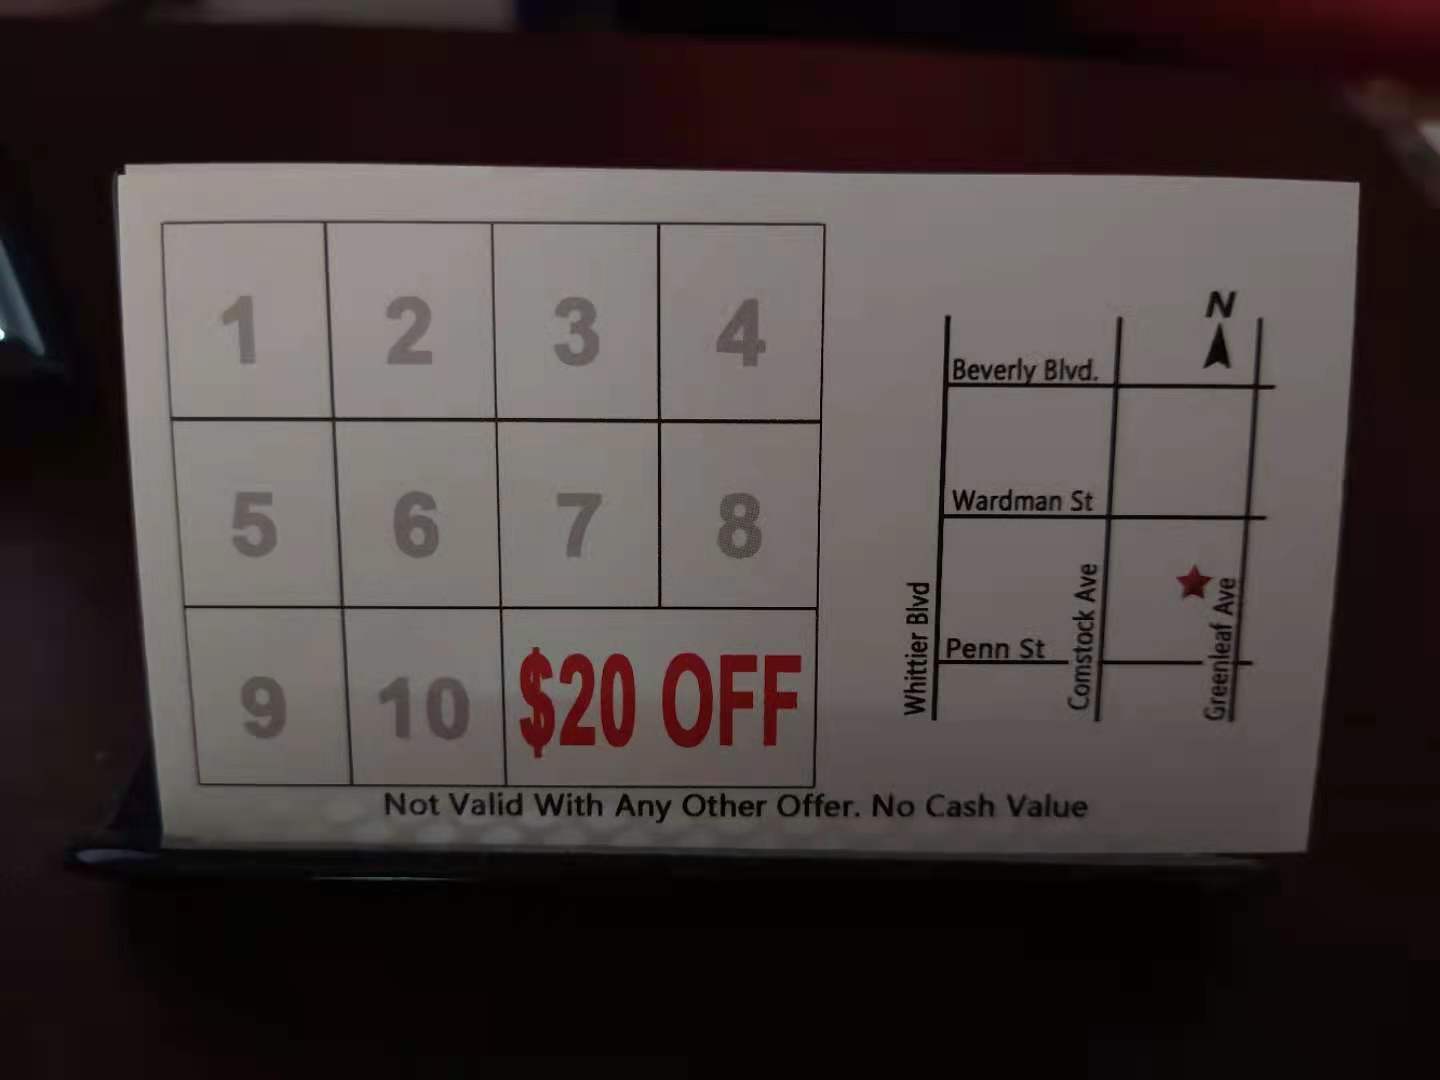 1 2 3 4
5 6 7 8
9 10 $20 OFF
Not Valid With Any Other Offer. No Cash Value
N
Beverly Blvd.
Wardman St
Penn St
Whittier Blvd
Comstock Ave
Greenleaf Ave